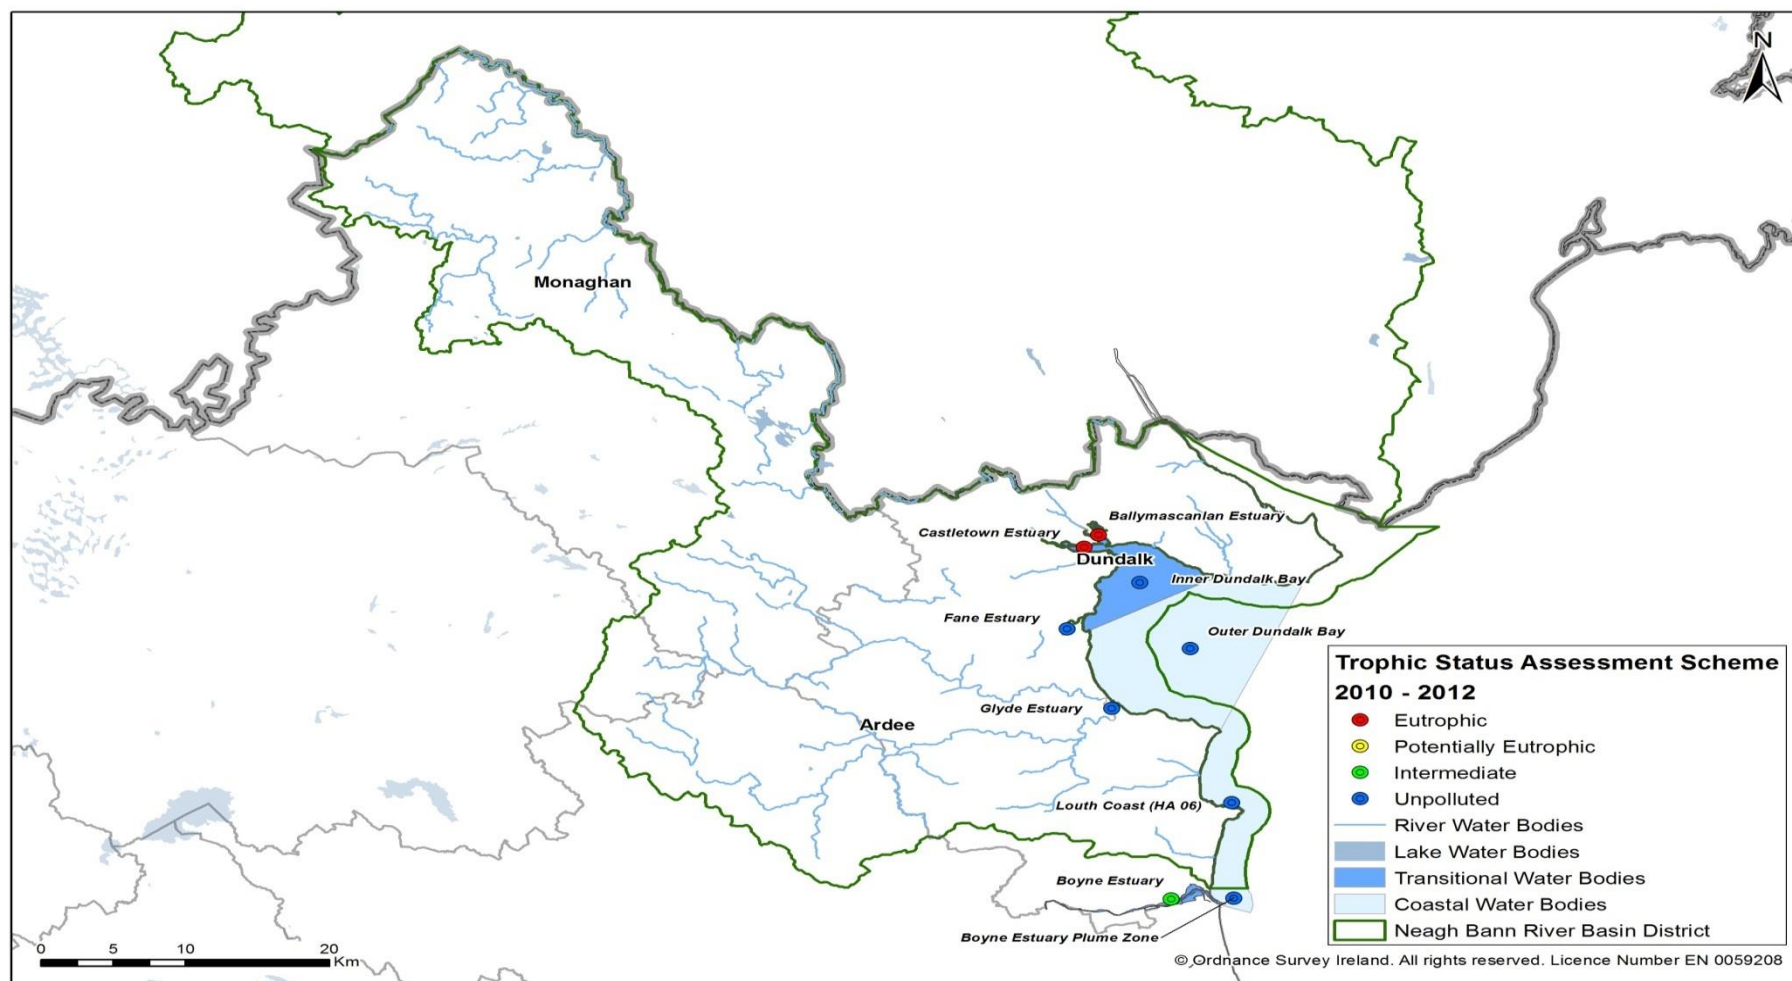 N
Monaghan
Ballymascanlan Estuary
Castletown Estuary
Dundalk
Inner Dundalk Bay
Fane Estuary
Outer Dundalk Bay
Glyde Estuary
Ardee
Louth Coast (HA 06)
Boyne Estuary
Boyne Estuary Plume Zone
Trophic Status Assessment Scheme
2010 - 2012
Eutrophic
Potentially Eutrophic
Intermediate
Unpolluted
River Water Bodies
Lake Water Bodies
Transitional Water Bodies
Coastal Water Bodies
Neagh Bann River Basin District
0 5 10 20
Km
© Ordnance Survey Ireland. All rights reserved. Licence Number EN 0059208